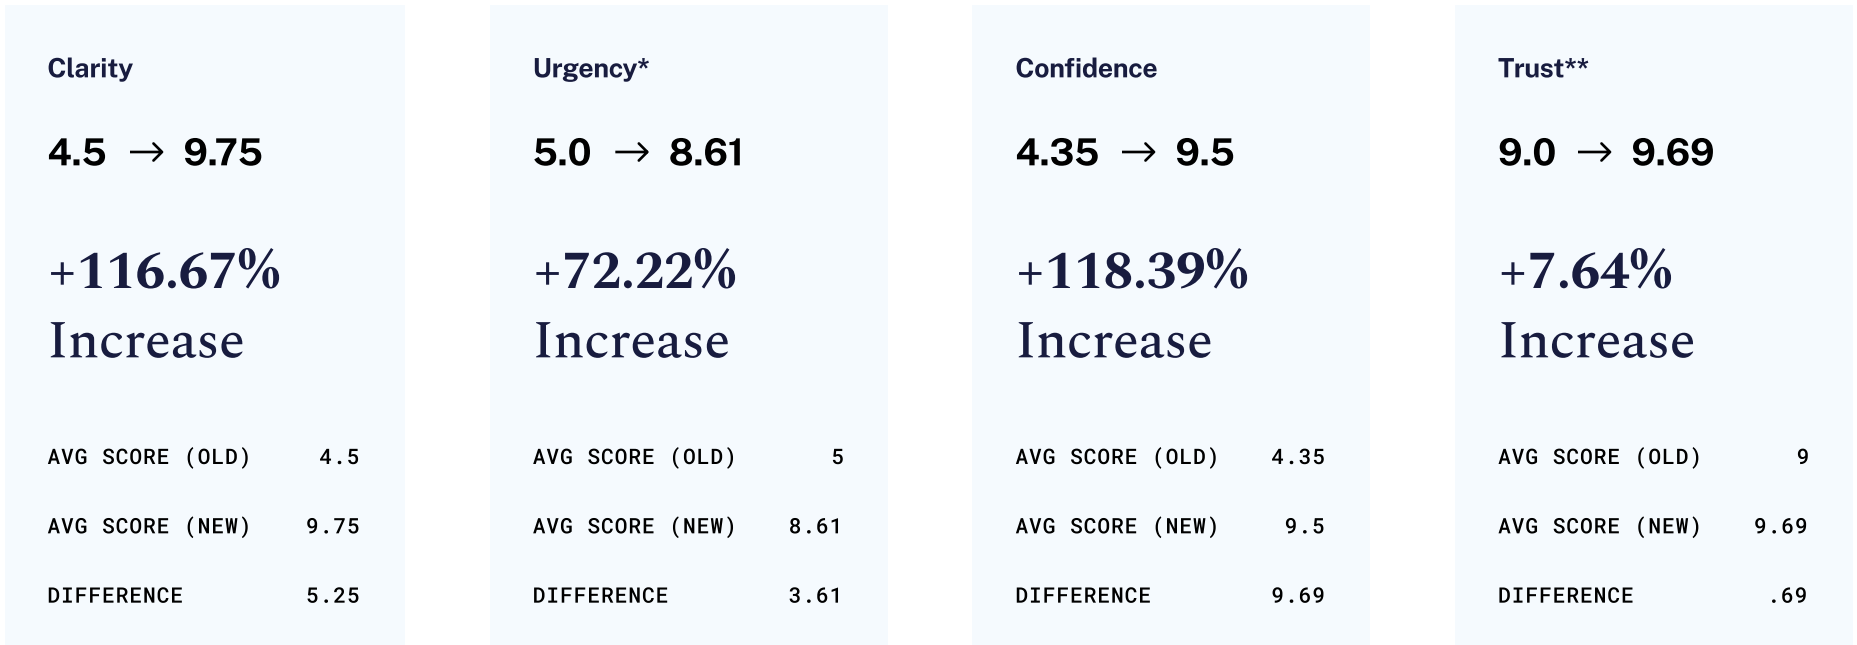 Clarity
4.5 → 9.75
+116.67%
Increase
AVG SCORE (OLD) 4.5
AVG SCORE (NEW) 9.75
DIFFERENCE 5.25
Urgency*
5.0 → 8.61
+72.22%
Increase
AVG SCORE (OLD) 5
AVG SCORE (NEW) 8.61
DIFFERENCE 3.61
Confidence
4.35 → 9.5
+118.39%
Increase
AVG SCORE (OLD) 4.35
AVG SCORE (NEW) 9.5
DIFFERENCE 9.69
Trust**
9.0 → 9.69
+7.64%
Increase
AVG SCORE (OLD) 9
AVG SCORE (NEW) 9.69
DIFFERENCE .69